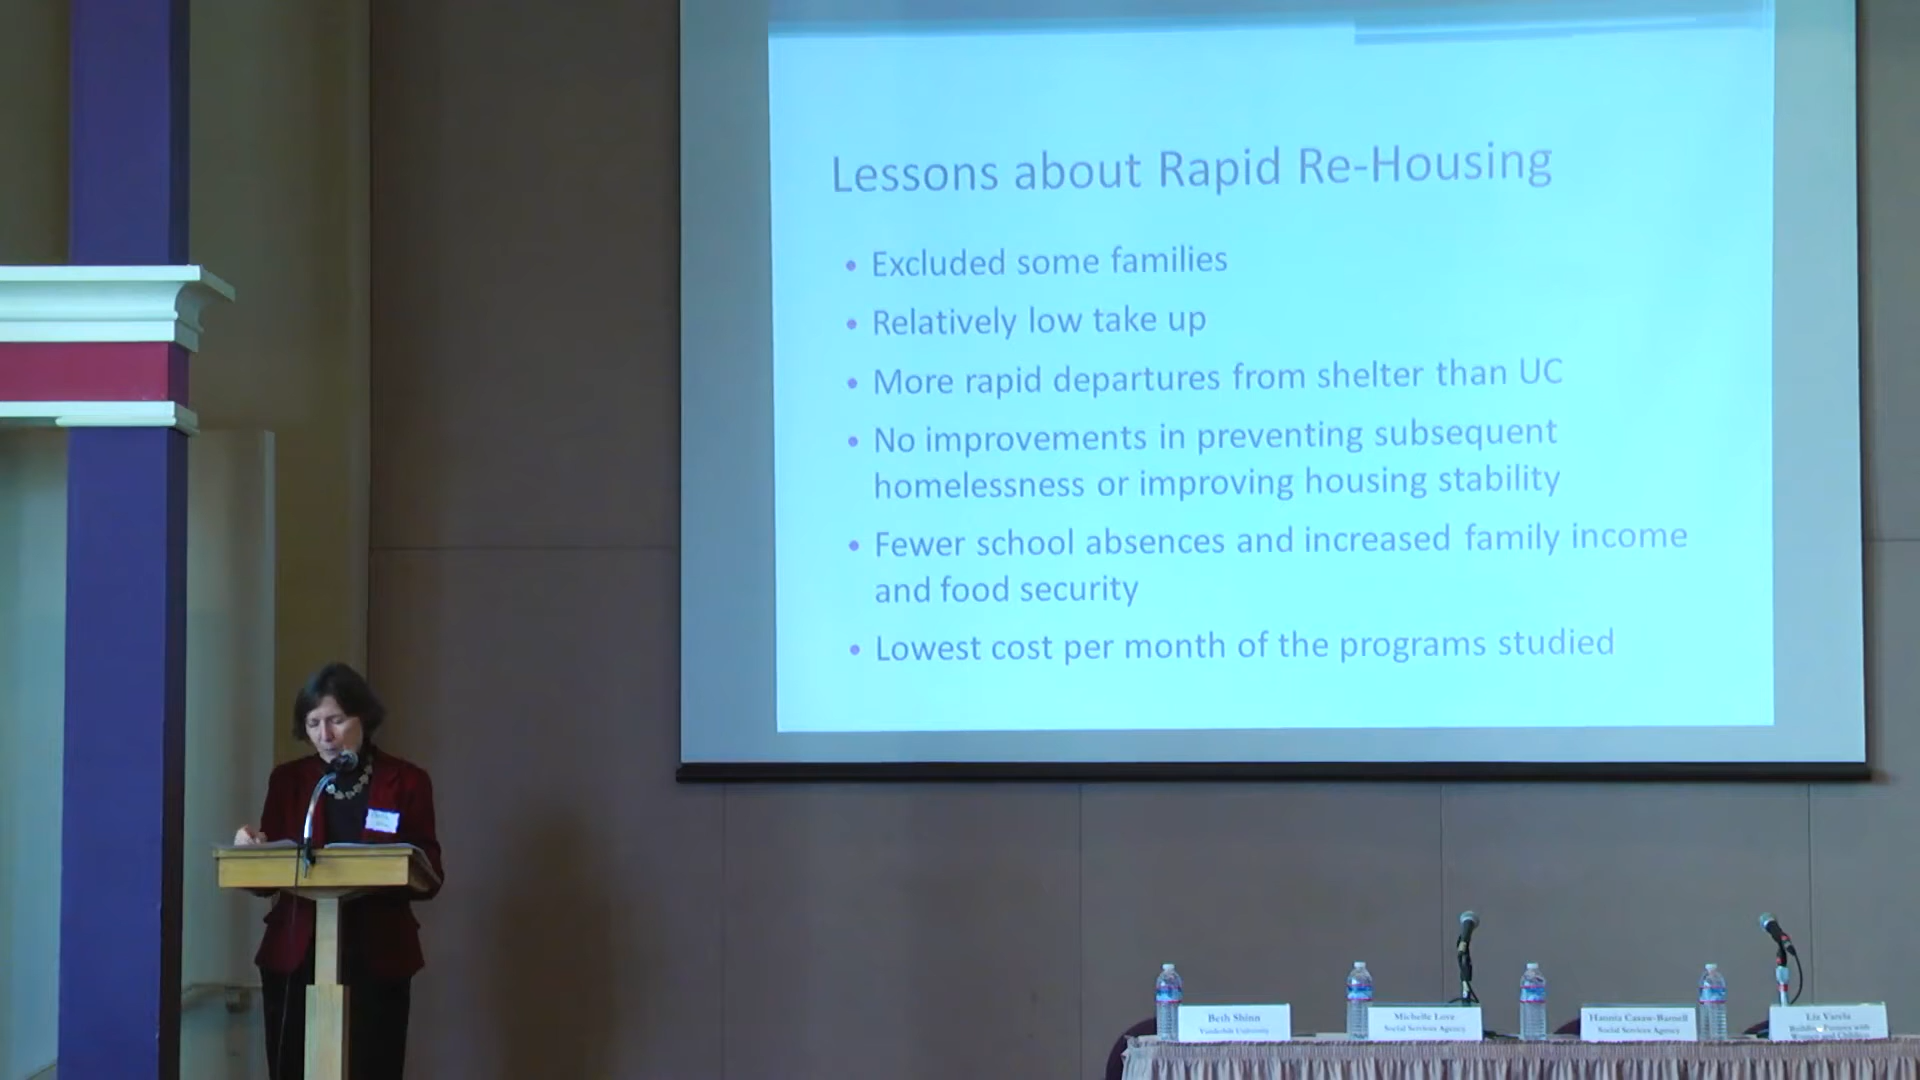 Lessons about Rapid Re-Housing
• Excluded some families
• Relatively low take up
• More rapid departures from shelter than UC
• No improvements in preventing subsequent
homelessness or improving housing stability
• Fewer school absences and increased family income
and food security
• Lowest cost per month of the programs studied
Beth Shinn
Vanderbilt University
Michelle Love
Social Services Agency
Social Services Agency
Liz Varela